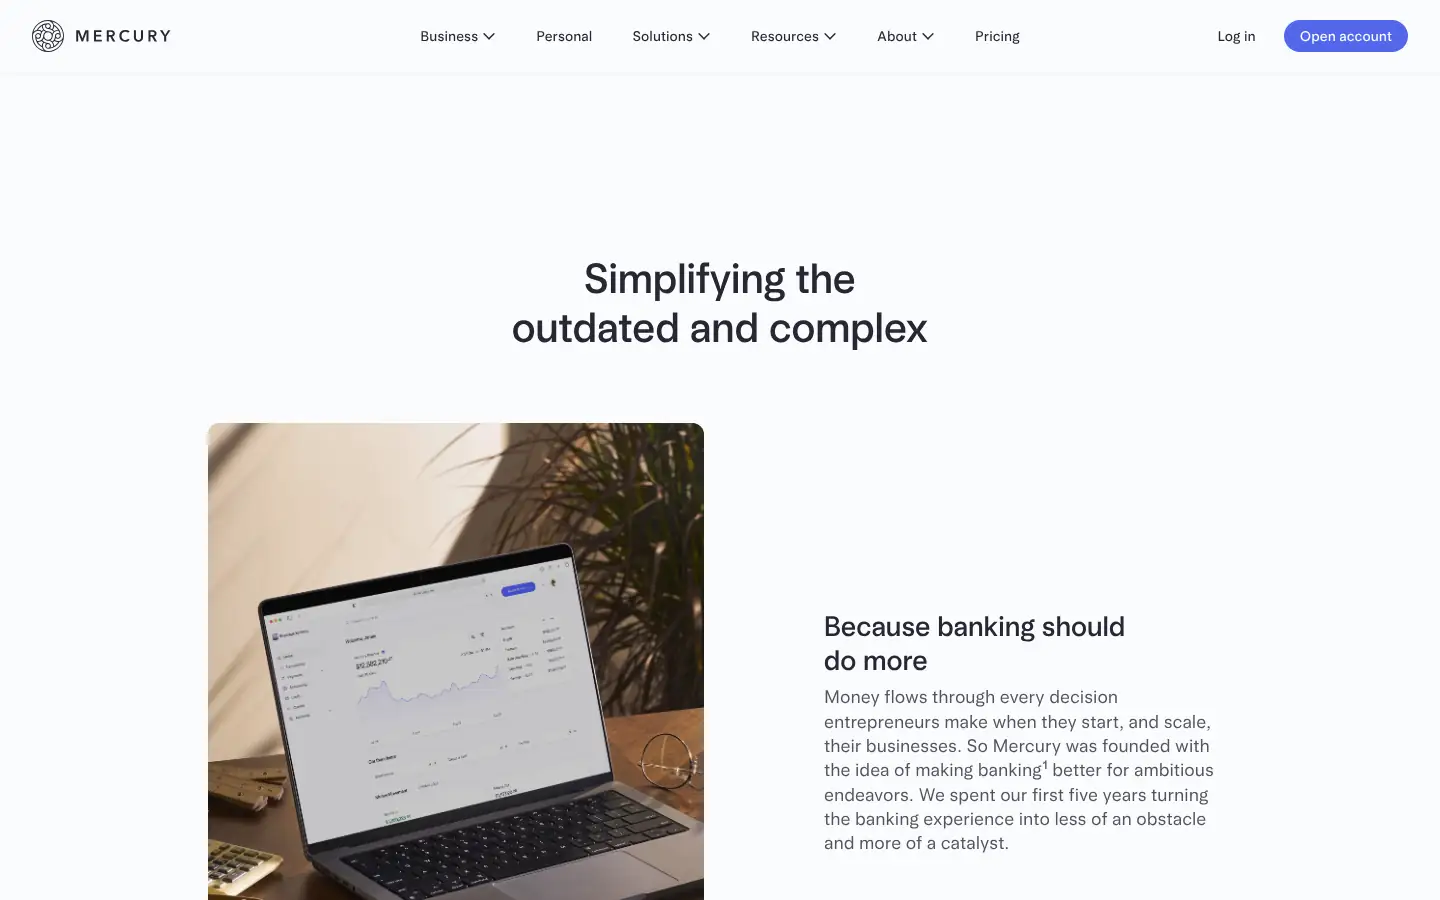 MERCURY
Business
Personal
Solutions
Resources
About
Pricing
Log in
Open account
Simplifying the
outdated and complex
Because banking should
do more
Money flows through every decision
entrepreneurs make when they start, and scale,
their businesses. So Mercury was founded with
the idea of making banking¹ better for ambitious
endeavors. We spent our first five years turning
the banking experience into less of an obstacle
and more of a catalyst.